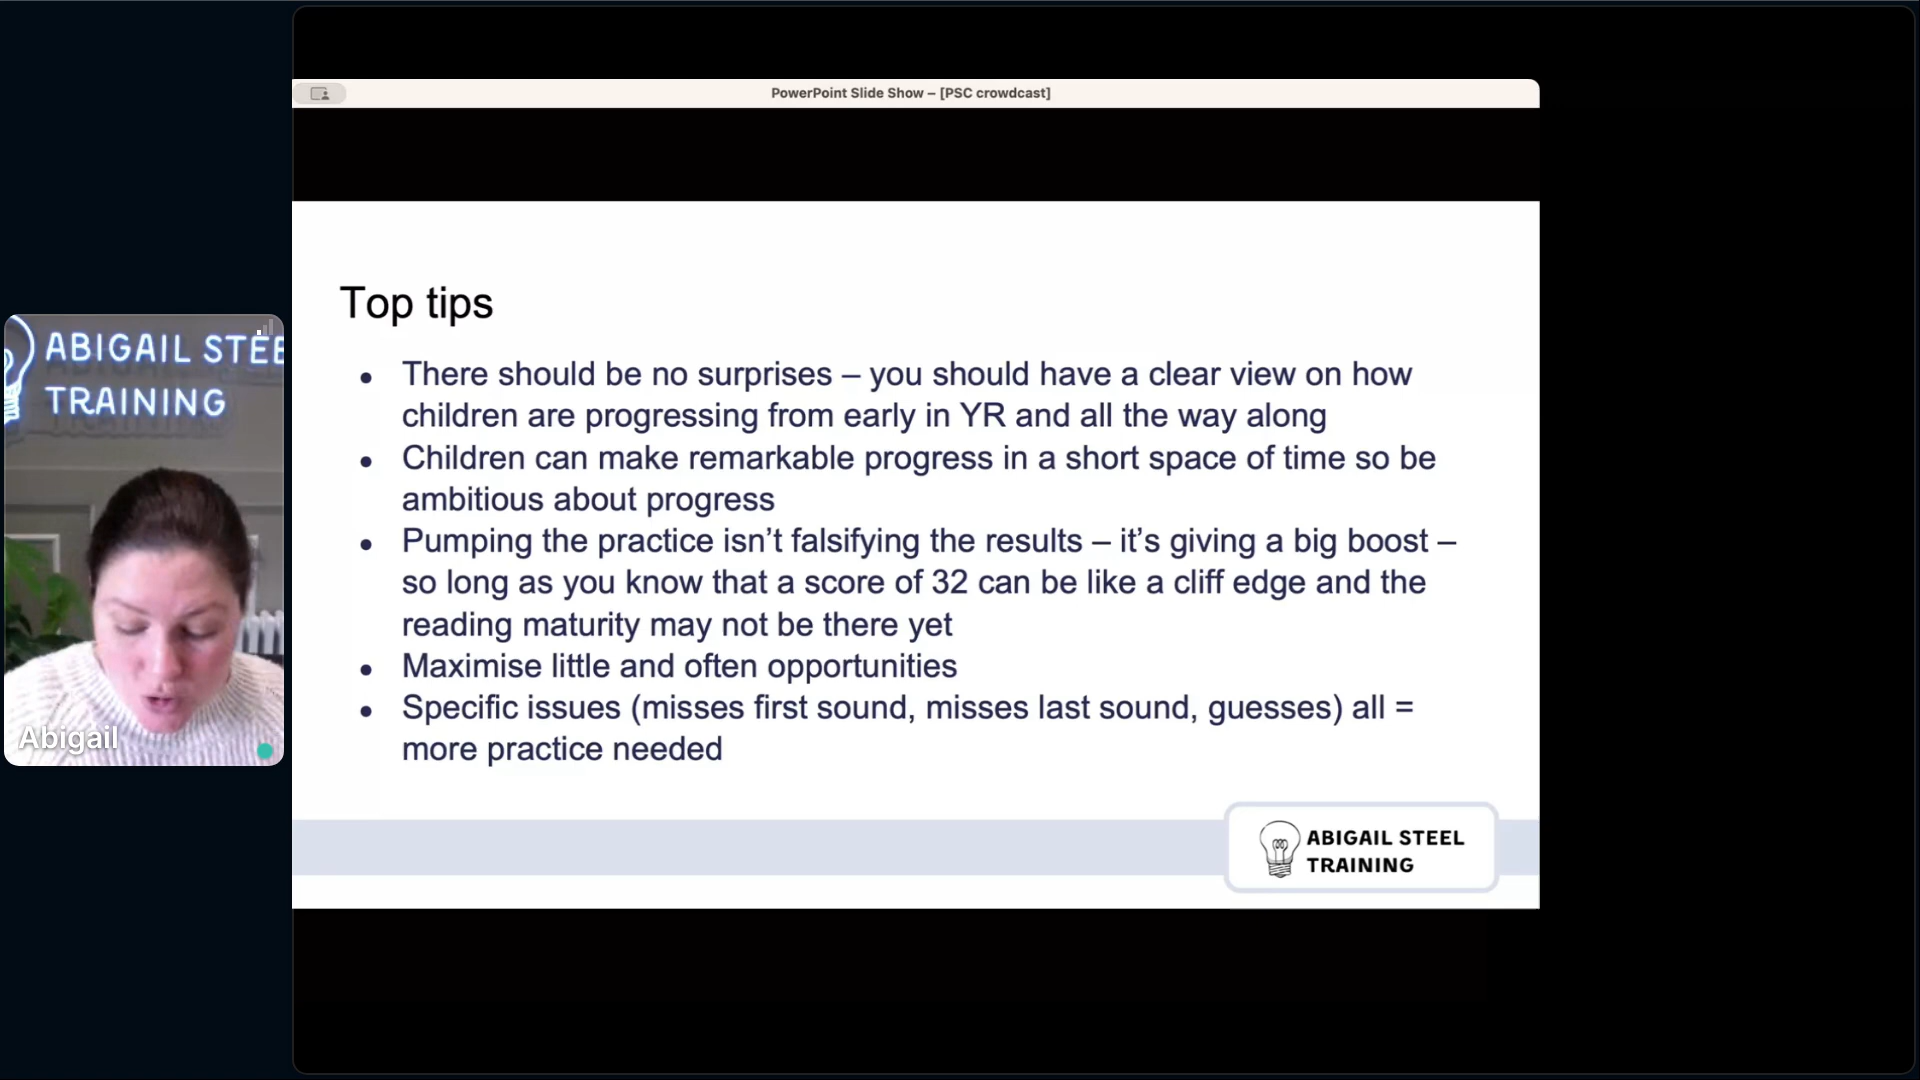 PowerPoint Slide Show – [PSC crowdcast]
ABIGAIL STEE
TRAINING
Abigail
Top tips
• There should be no surprises – you should have a clear view on how
children are progressing from early in YR and all the way along
• Children can make remarkable progress in a short space of time so be
ambitious about progress
• Pumping the practice isn’t falsifying the results – it’s giving a big boost –
so long as you know that a score of 32 can be like a cliff edge and the
reading maturity may not be there yet
• Maximise little and often opportunities
• Specific issues (misses first sound, misses last sound, guesses) all =
more practice needed
ABIGAIL STEEL
TRAINING